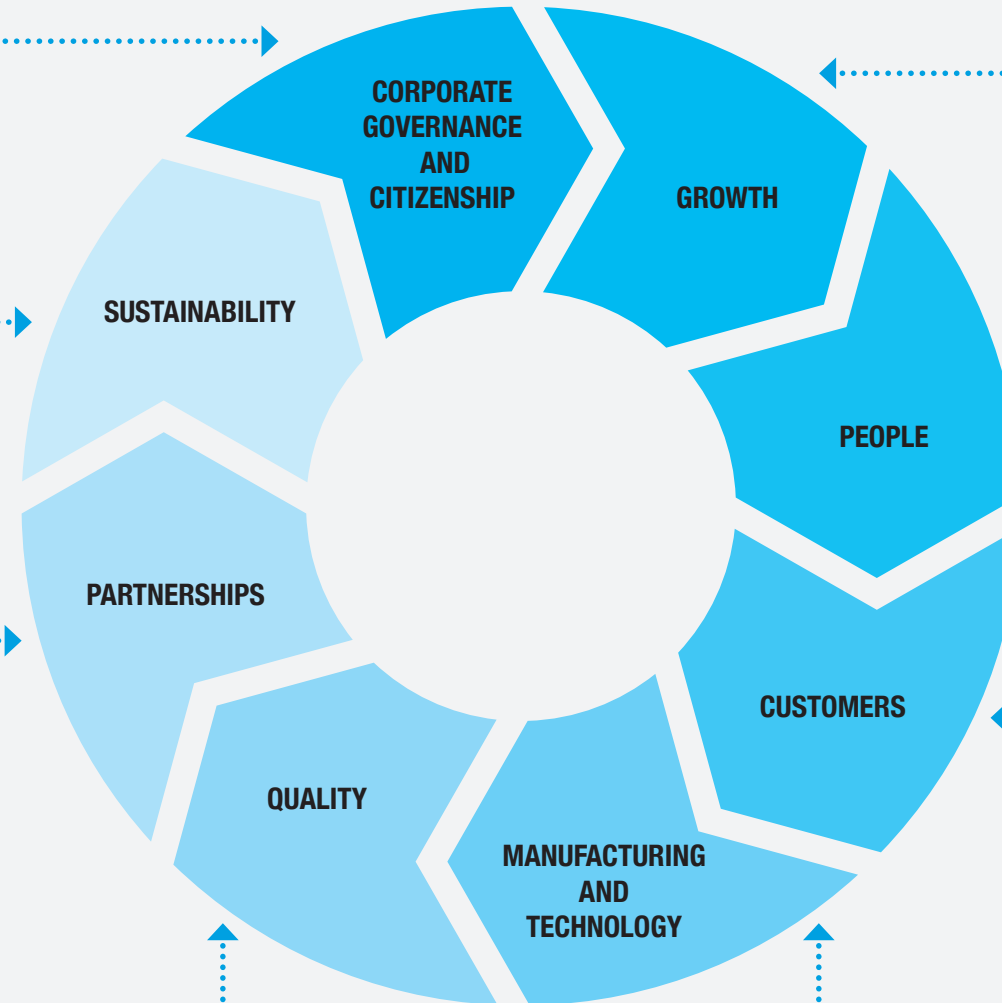 CORPORATE
GOVERNANCE
AND
CITIZENSHIP
GROWTH
PEOPLE
CUSTOMERS
MANUFACTURING
AND
TECHNOLOGY
QUALITY
PARTNERSHIPS
SUSTAINABILITY